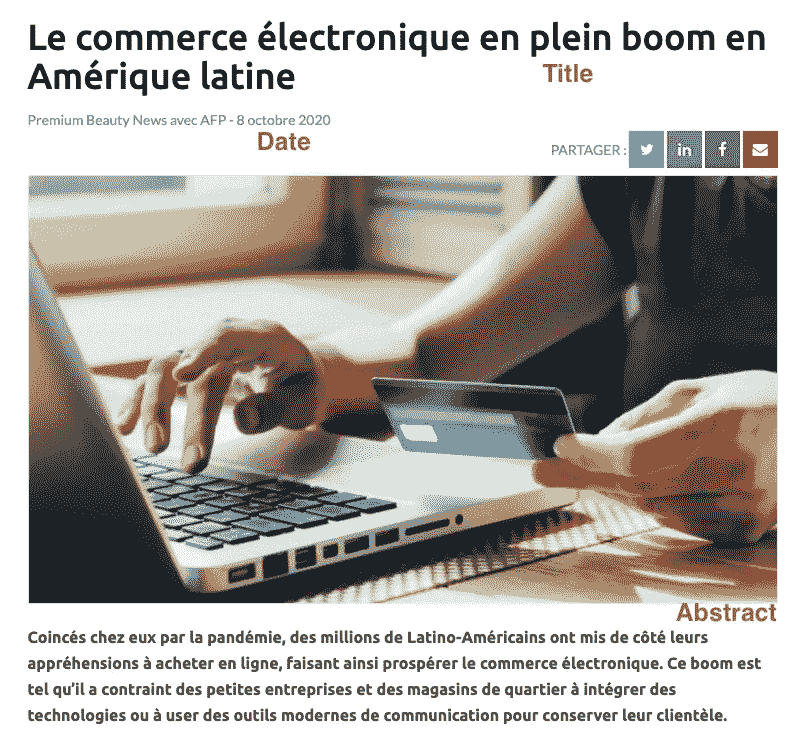 Le commerce électronique en plein boom en
Amérique latine
Title
Premium Beauty News avec AFP - 8 octobre 2020
Date
PARTAGER :
Abstract
Coincés chez eux par la pandémie, des millions de Latino-Américains ont mis de côté leurs
appréhensions à acheter en ligne, faisant ainsi prospérer le commerce électronique. Ce boom est
tel qu'il a contraint des petites entreprises et des magasins de quartier à intégrer des
technologies ou à user des outils modernes de communication pour conserver leur clientèle.